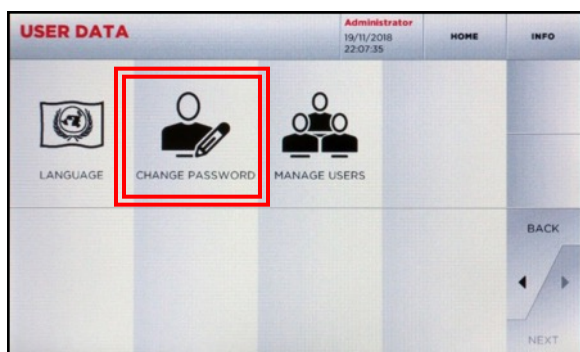 USER DATA
Administrator
19/11/2018
22:07:35
HOME
INFO
LANGUAGE
CHANGE PASSWORD
MANAGE USERS
BACK
NEXT